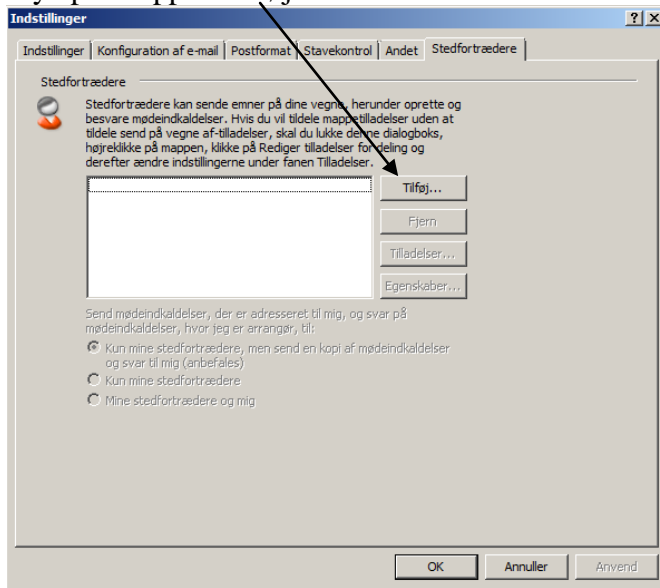 Indstillinger
Indstillinger Konfiguration af e-mail Postformat Stavekontrol Andet Stedfortrædere
Stedfortrædere
Stedfortrædere kan sende emner på dine vegne, herunder oprette og
besvare mødeindkaldelser. Hvis du vil tildele mappetilladelser uden at
tildele send på vegne af-tilladelser, skal du lukke denne dialogboks,
højreklikke på mappen, klikke på Rediger tilladelser for deling og
derefter ændre indstillingerne under fanen Tilladelser.
Tilføj...
Fjern
Tilladelser...
Egenskaber...
Send mødeindkaldelser, der er adresseret til mig, og svar på
mødeindkaldelser, hvor jeg er arrangør, til:
Kun mine stedfortrædere, men send en kopi af mødeindkaldelser
og svar til mig (anbefales)
Kun mine stedfortrædere
Mine stedfortrædere og mig
OK Annuller Anvend